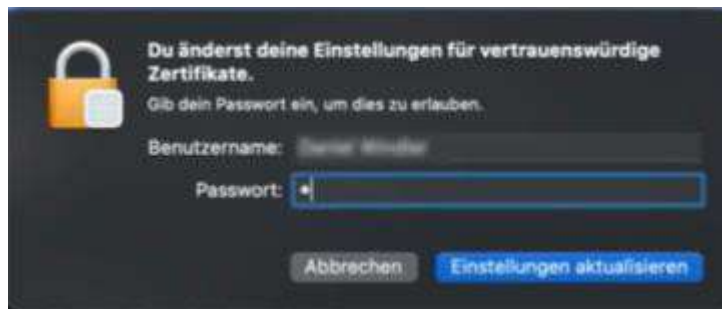 Du änderst deine Einstellungen für vertrauenswürdige
Zertifikate.
Gib dein Passwort ein, um dies zu erlauben.
Benutzername:
Passwort: •
Abbrechen Einstellungen aktualisieren